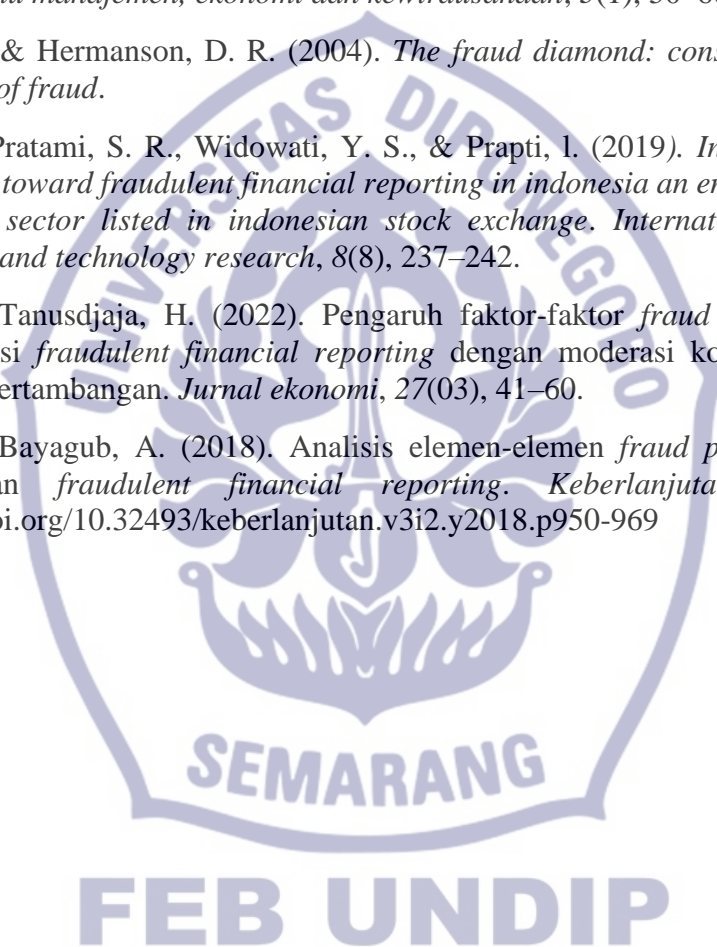 manajemen, ekonomi dan kewirausahaan, 3(1),
& Hermanson, D. R. (2004). The fraud diamond: cons
of fraud.
Pratami, S. R., Widowati, Y. S., & Prapti, l. (2019). In
toward fraudulent financial reporting in indonesia an en
sector listed in indonesian stock exchange. Internat
and technology research, 8(8), 237–242.
Tanusdjaja, H. (2022). Pengaruh faktor-faktor fraud
si fraudulent financial reporting dengan moderasi ko
ertambangan. Jurnal ekonomi, 27(03), 41–60.
Bayagub, A. (2018). Analisis elemen-elemen fraud p
an fraudulent financial reporting. Keberlanjuta
oi.org/10.32493/keberlanjutan.v3i2.y2018.p950-969
UNIVERSITAS DIPONEGORO
SEMARANG
FEB UNDIP